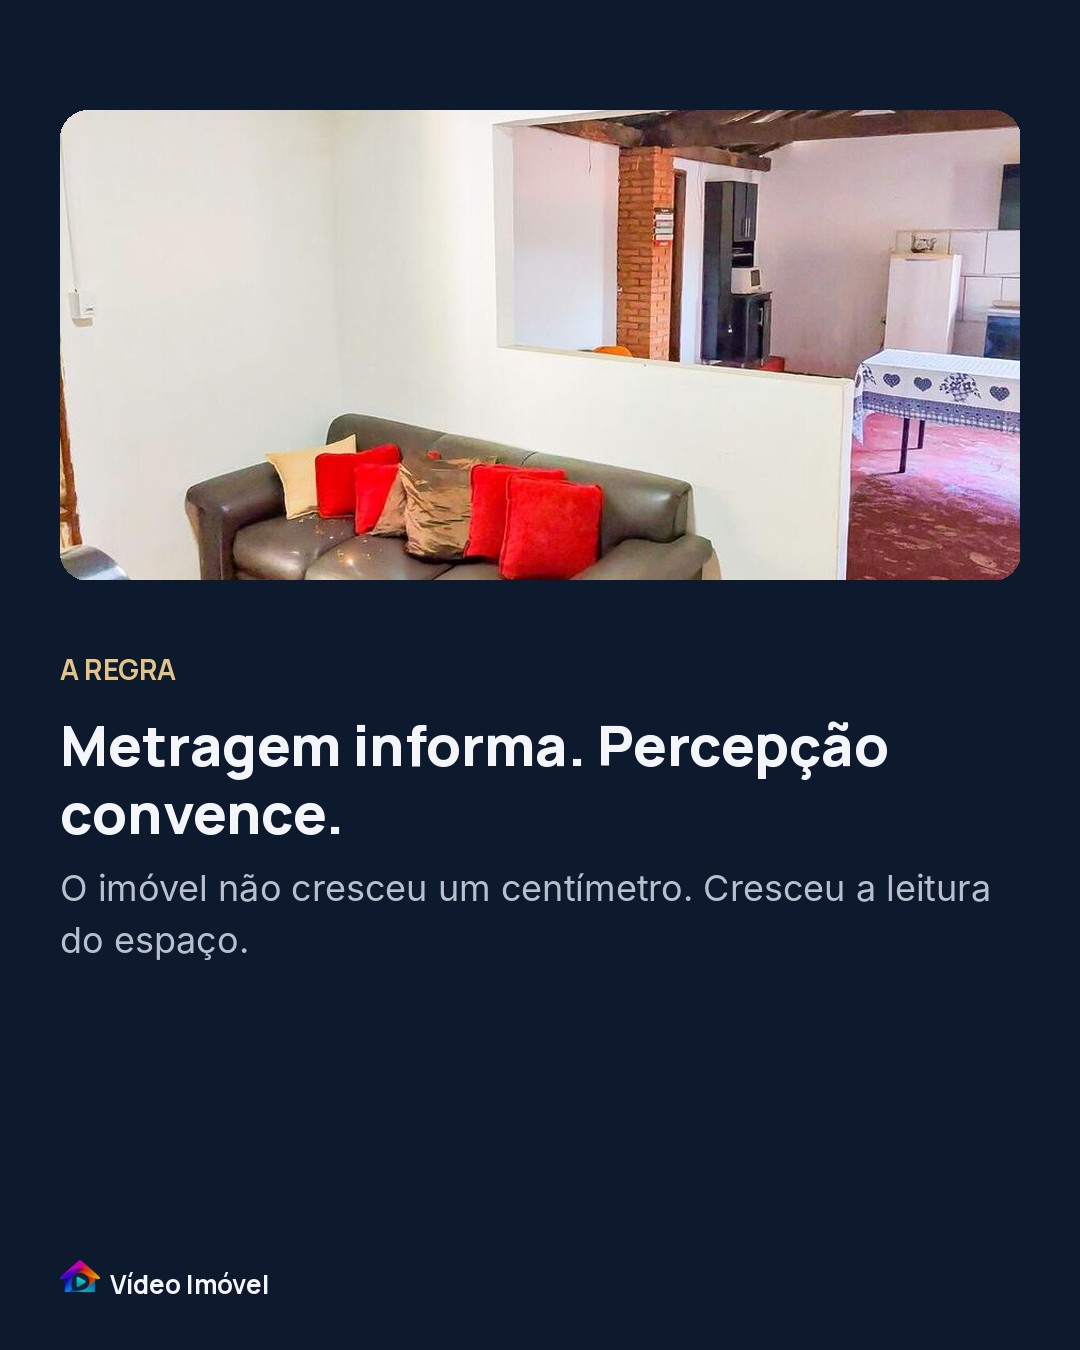 A REGRA
Metragem informa. Percepção
convence.
O imóvel não cresceu um centímetro. Cresceu a leitura
do espaço.
Vídeo Imóvel